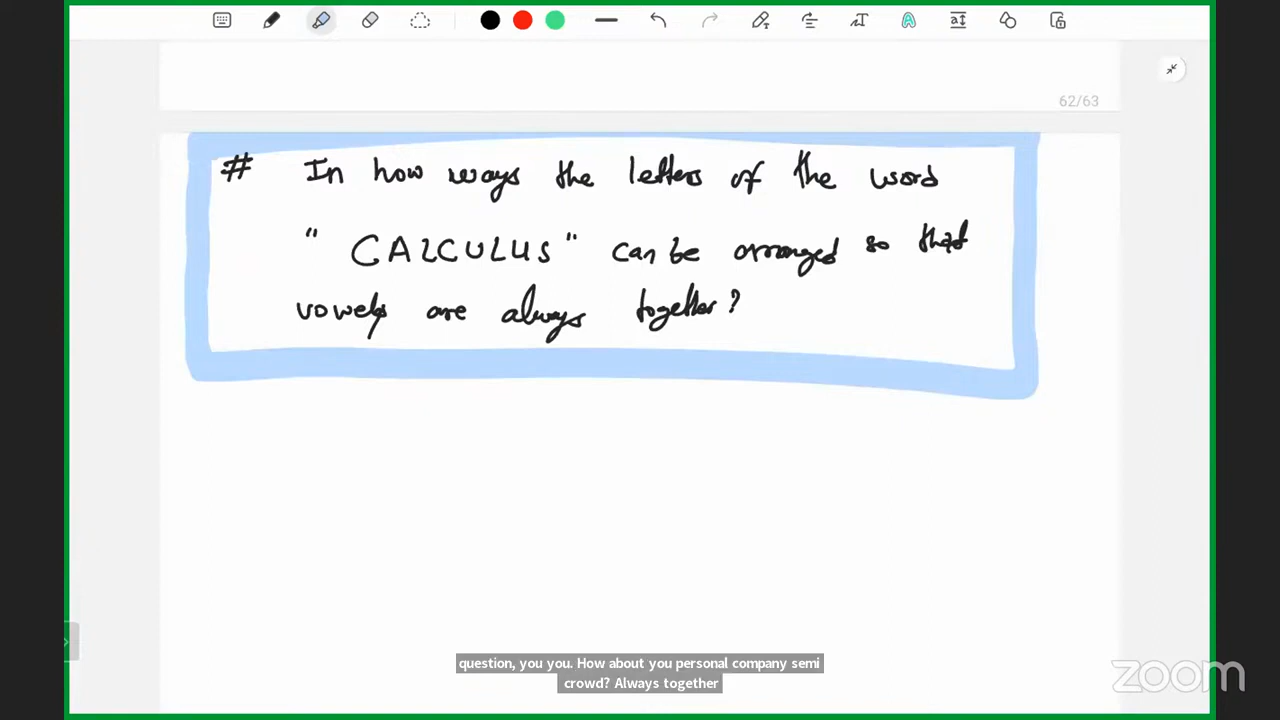 62/63
# In how ways the letters of the word
" CALCULUS " can be arranged so that
vowels are always together?
question, you you. How about you personal company semi
crowd? Always together
zoom